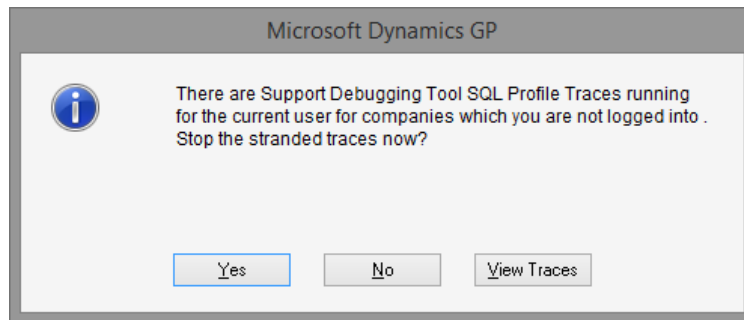 Microsoft Dynamics GP
There are Support Debugging Tool SQL Profile Traces running
for the current user for companies which you are not logged into .
Stop the stranded traces now?
Yes
No
View Traces